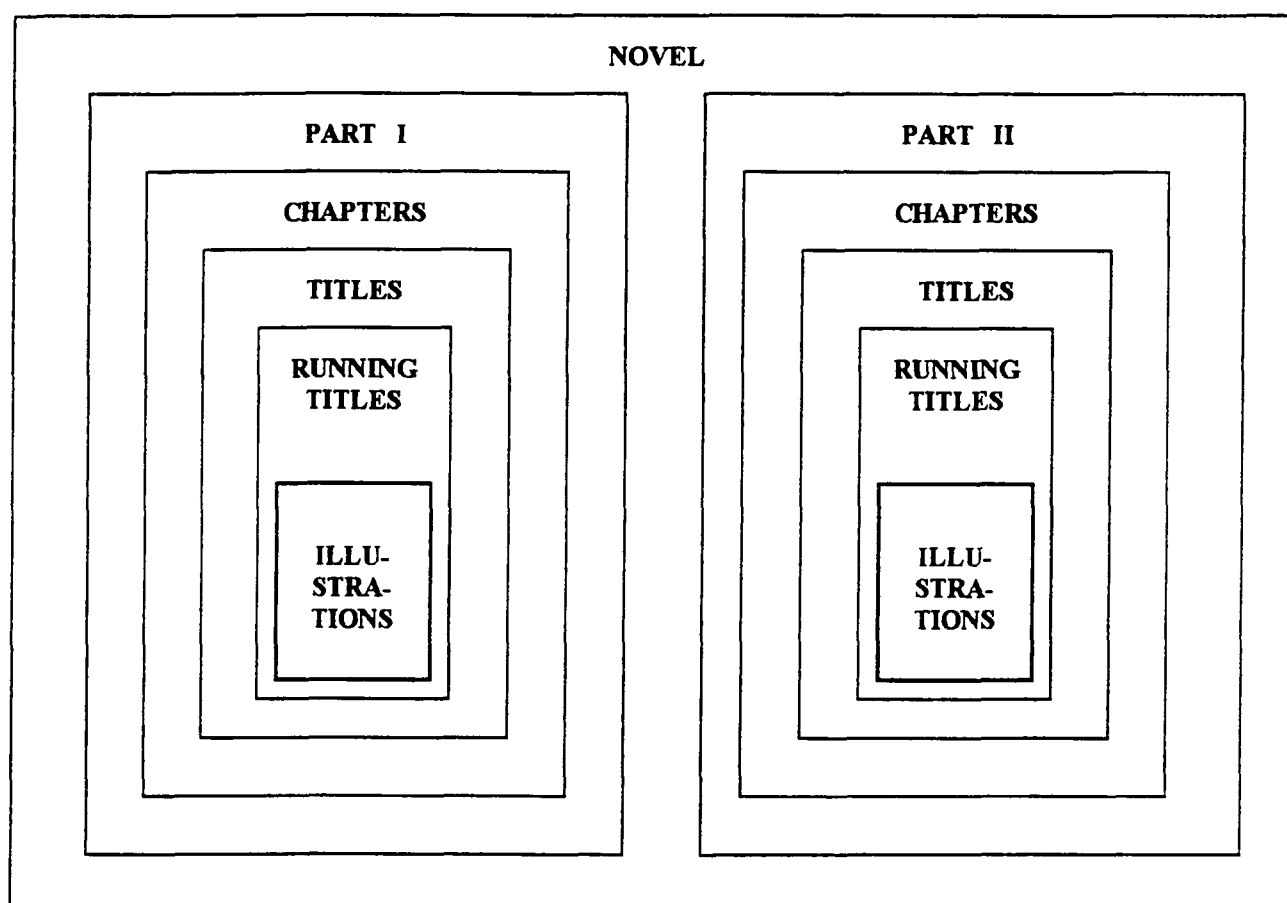 NOVEL
PART I
CHAPTERS
TITLES
RUNNING
TITLES
ILLU-
STRA-
TIONS
PART II
CHAPTERS
TITLES
RUNNING
TITLES
ILLU-
STRA-
TIONS